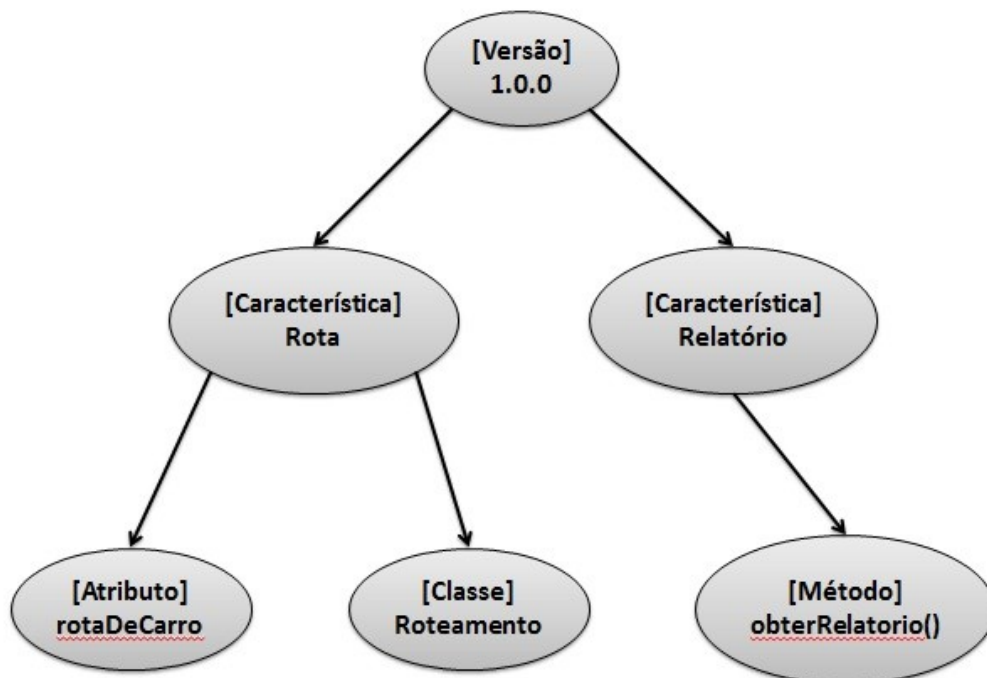 [Versão]
1.0.0
[Característica]
Rota
[Característica]
Relatório
[Atributo]
rotaDeCarro
[Classe]
Roteamento
[Método]
obterRelatorio()